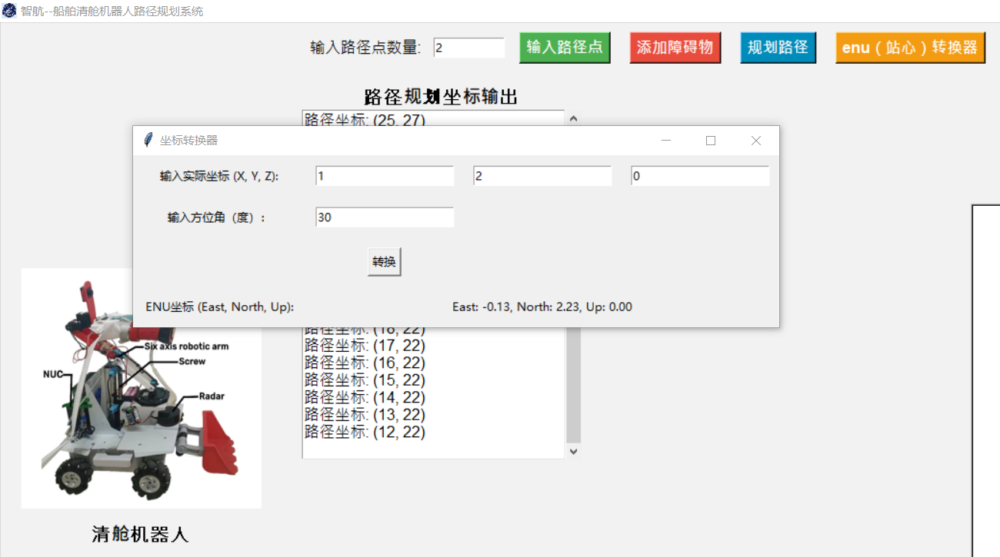 智航--船舶清舱机器人路径规划系统
输入路径点数量: 2 输入路径点 添加障碍物 规划路径 enu（站心）转换器
路径规划坐标输出
路径坐标: (25, 27)
坐标转换器
输入实际坐标 (X, Y, Z): 1 2 0
输入方位角（度）: 30
转换
ENU坐标 (East, North, Up): East: -0.13, North: 2.23, Up: 0.00
路径坐标: (18, 22)
路径坐标: (17, 22)
路径坐标: (16, 22)
路径坐标: (15, 22)
路径坐标: (14, 22)
路径坐标: (13, 22)
路径坐标: (12, 22)
Six axis robotic arm
Screw
NUC
Radar
清舱机器人